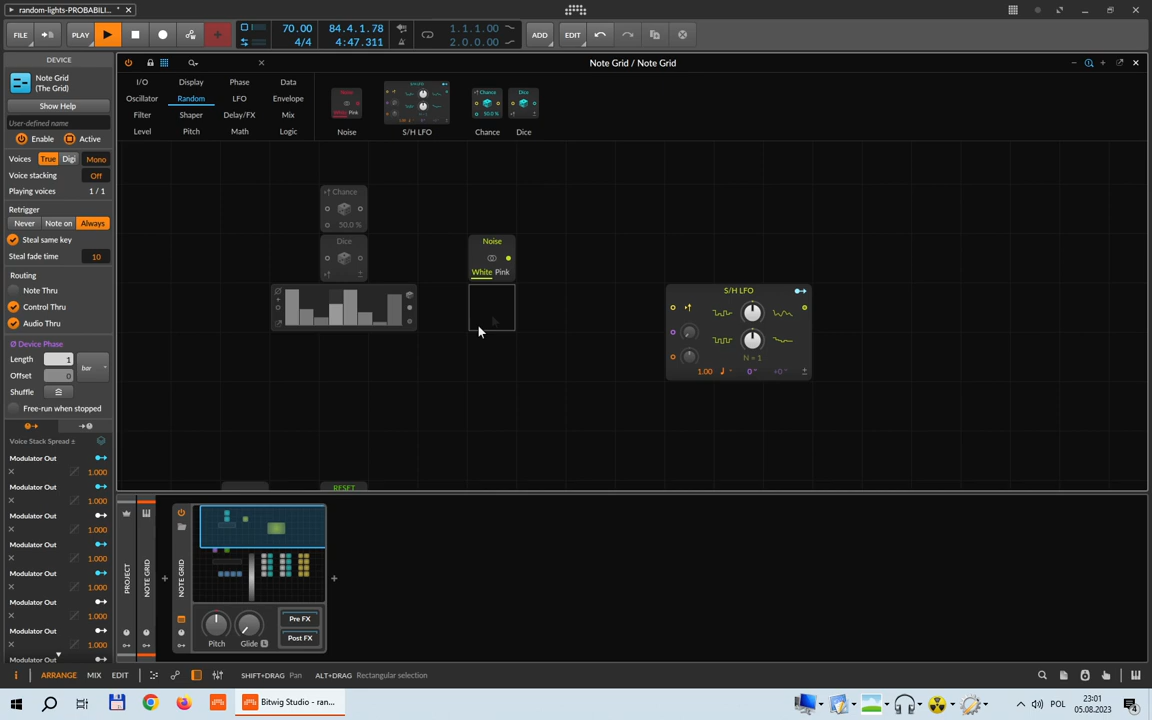 random-lights-PROBABILI... *
FILE
PLAY
70.00
4/4
84.4.1.78
4:47.311
1.1.1.00
2.0.0.00
ADD
EDIT
DEVICE
Note Grid
(The Grid)
Show Help
User-defined name
Enable
Active
Voices
True
Digi
Mono
Voice stacking
Off
Playing voices
1 / 1
Retrigger
Never
Note on
Always
Steal same key
Steal fade time
10
Routing
Note Thru
Control Thru
Audio Thru
Ø Device Phase
Length
1
bar
Offset
0
Shuffle
Free-run when stopped
Voice Stack Spread ±
Modulator Out
1.000
Modulator Out
1.000
Modulator Out
1.000
Modulator Out
1.000
Modulator Out
1.000
Modulator Out
1.000
Modulator Out
1.000
Modulator Out
Note Grid / Note Grid
I/O
Display
Phase
Data
Oscillator
Random
LFO
Envelope
Filter
Shaper
Delay/FX
Mix
Level
Pitch
Math
Logic
Noise
S/H LFO
Chance
Dice
Chance
50.0 %
Dice
Noise
White
Pink
S/H LFO
N = 1
1.00
0°
+0°
RESET
PROJECT
NOTE GRID
NOTE GRID
Pitch
Glide
L
Pre FX
Post FX
ARRANGE
MIX
EDIT
SHIFT+DRAG
Pan
ALT+DRAG
Rectangular selection
Bitwig Studio - ran...
POL
23:01
05.08.2023
4